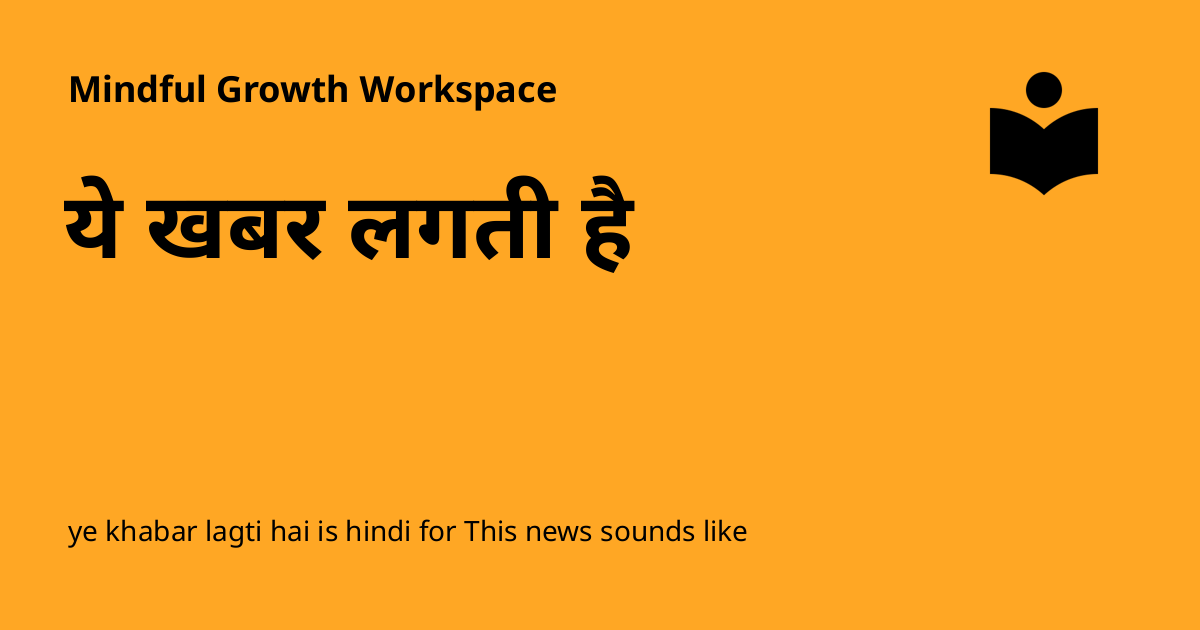 Mindful Growth Workspace
ये खबर लगती है
ye khabar lagti hai is hindi for This news sounds like